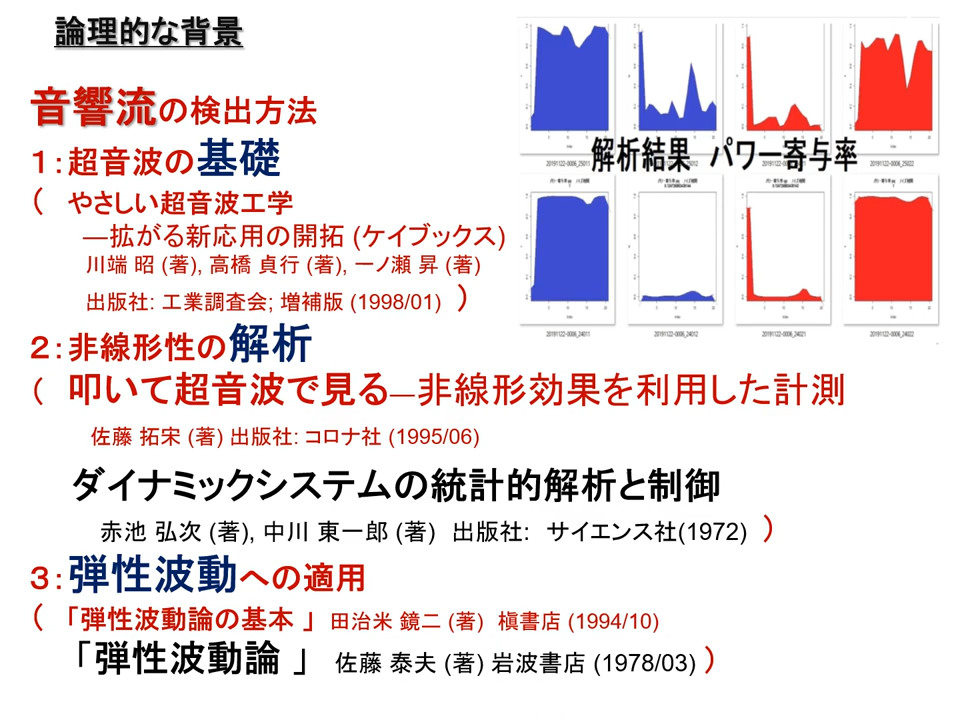 論理的な背景
音響流の検出方法
１：超音波の基礎
（　やさしい超音波工学
―拡がる新応用の開拓 (ケイブックス)
川端 昭 (著), 高橋 貞行 (著), 一ノ瀬 昇 (著)
出版社: 工業調査会; 増補版 (1998/01) ）
２：非線形性の解析
（　叩いて超音波で見る―非線形効果を利用した計測
佐藤 拓宋 (著) 出版社: コロナ社 (1995/06)
ダイナミックシステムの統計的解析と制御
赤池 弘次 (著), 中川 東一郎 (著)　出版社:　サイエンス社(1972) ）
３：弾性波動への適用
（　「弾性波動論の基本 」 田治米 鏡二 (著)　槇書店 (1994/10)
「弾性波動論 」　佐藤 泰夫 (著) 岩波書店 (1978/03) ）
解析結果　パワー寄与率
20191122-0006_24011
20191122-0006_24012
20191122-0006_24021
20191122-0006_24022